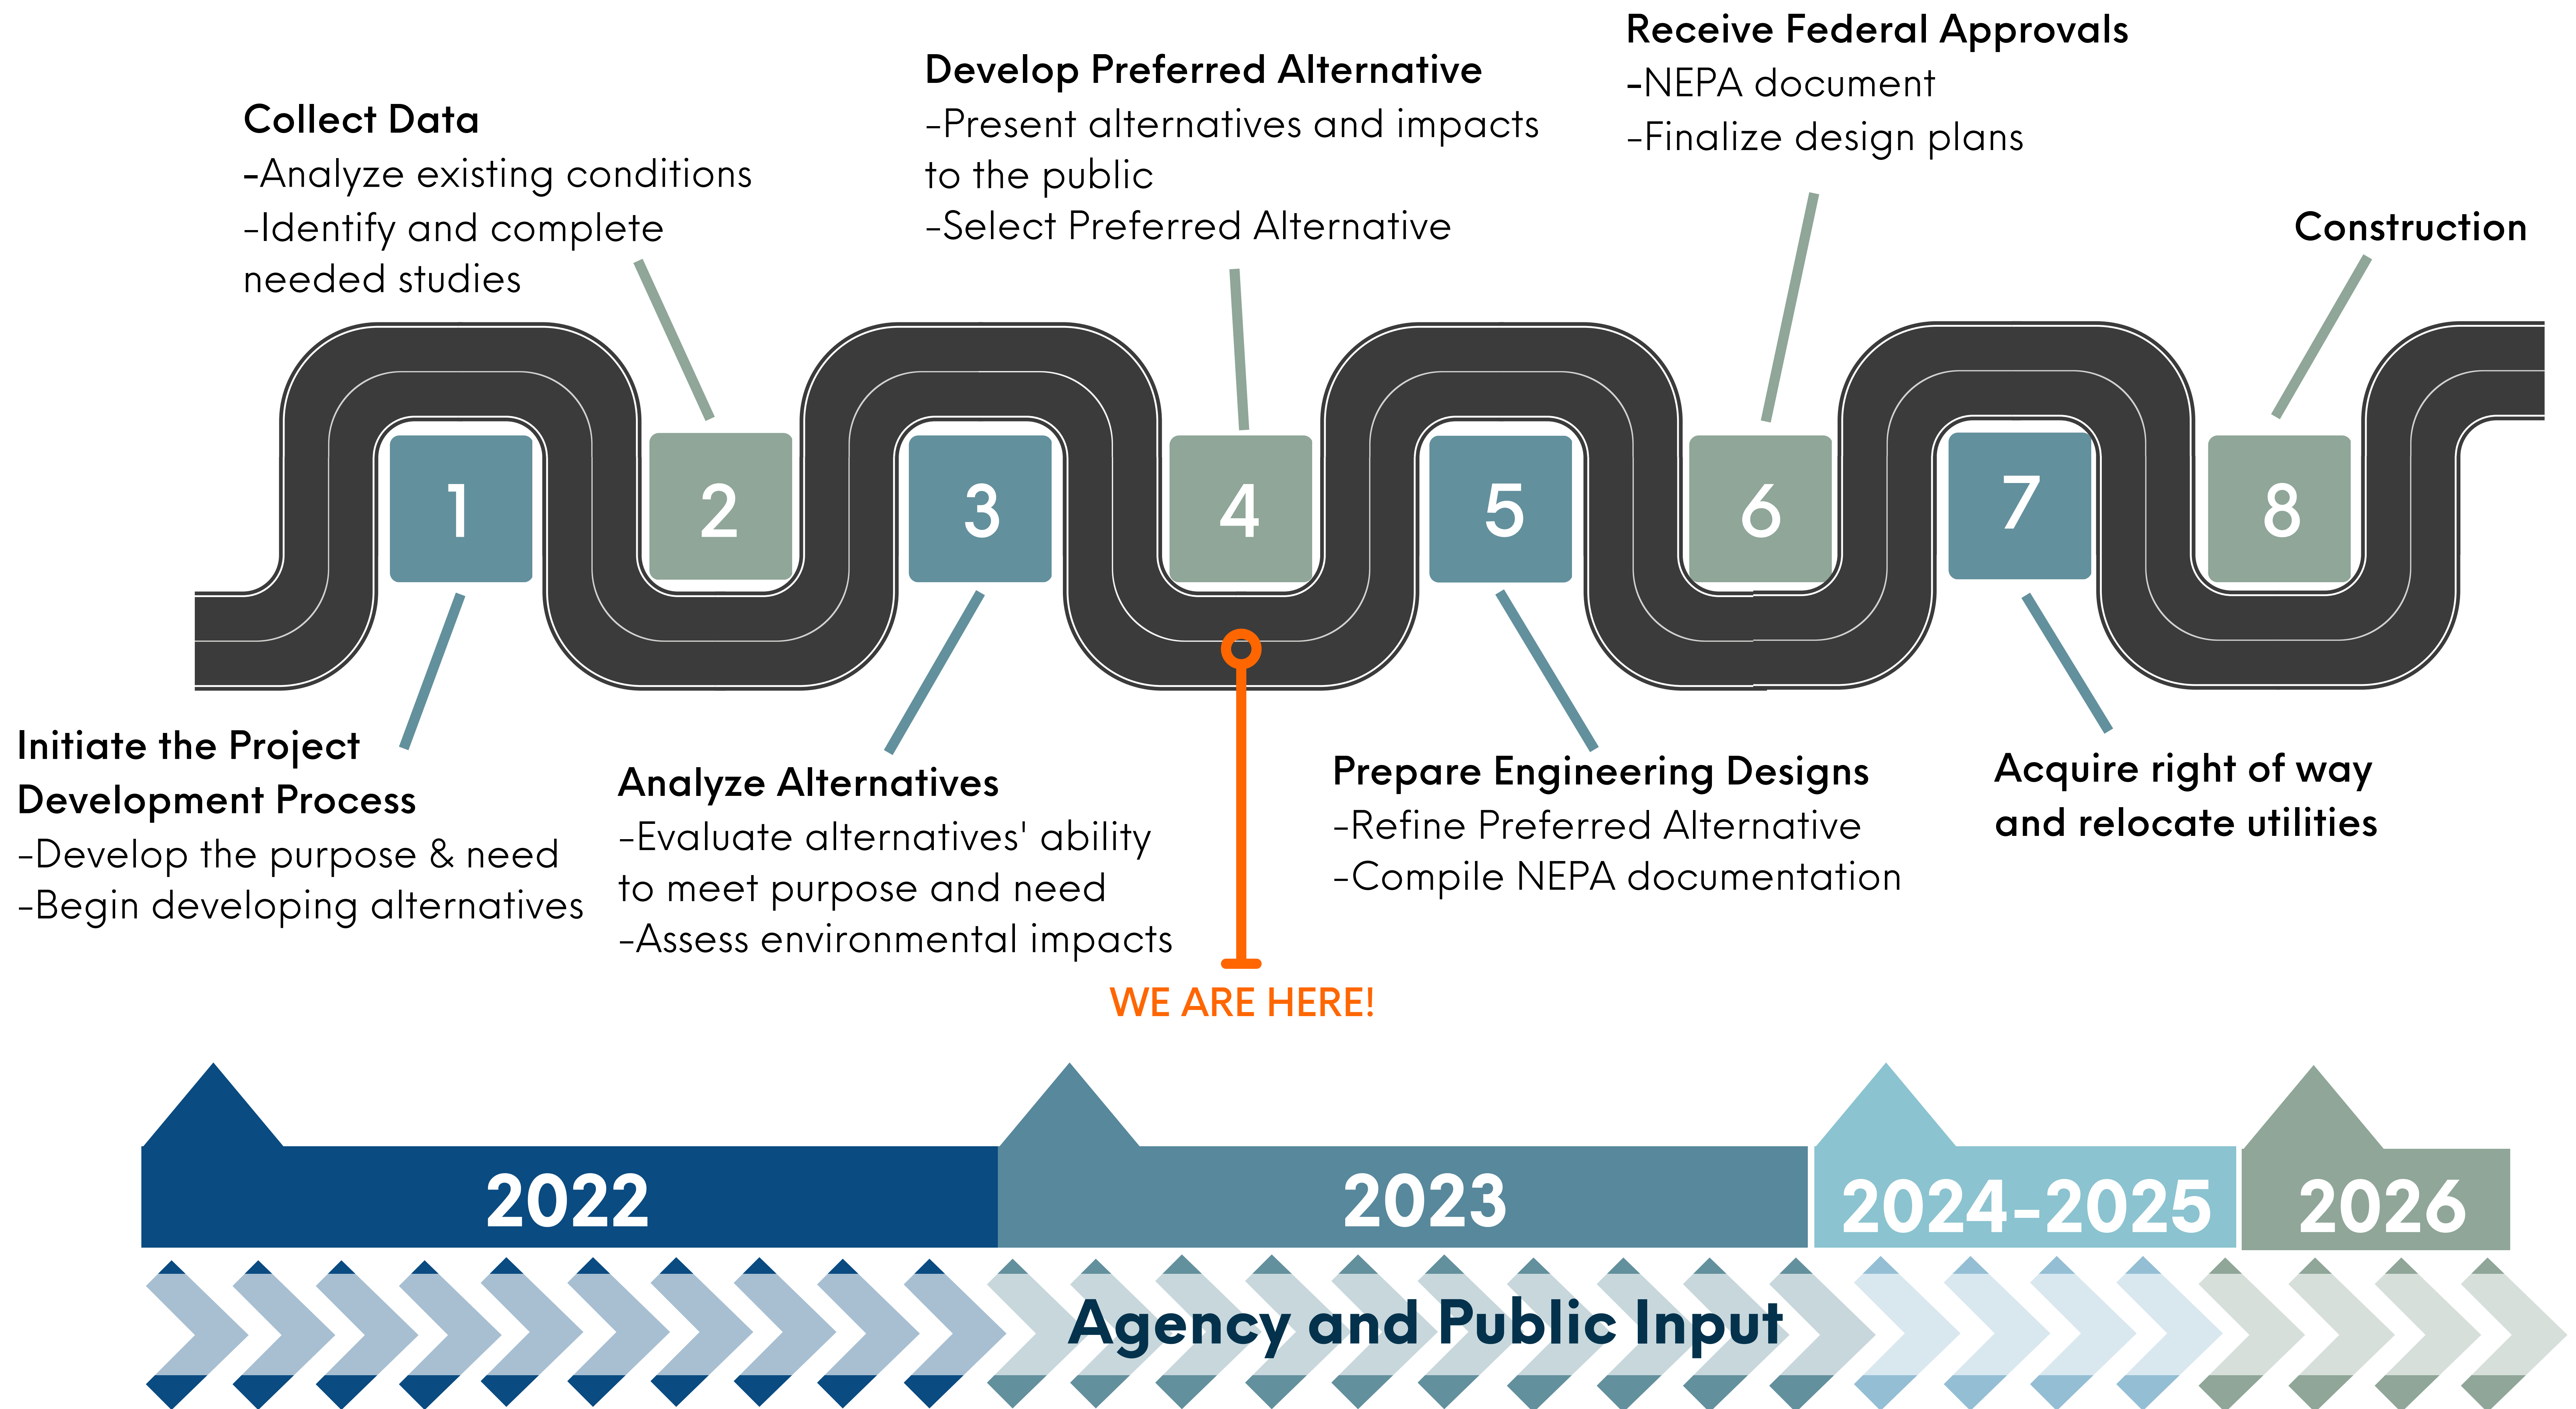 Receive Federal Approvals
-NEPA document
-Finalize design plans
Develop Preferred Alternative
-Present alternatives and impacts
to the public
-Select Preferred Alternative
Collect Data
-Analyze existing conditions
-Identify and complete
needed studies
Construction
1
2
3
4
5
6
7
8
Initiate the Project
Development Process
-Develop the purpose & need
-Begin developing alternatives
Analyze Alternatives
-Evaluate alternatives' ability
to meet purpose and need
-Assess environmental impacts
Prepare Engineering Designs
-Refine Preferred Alternative
-Compile NEPA documentation
Acquire right of way
and relocate utilities
WE ARE HERE!
2022
2023
2024-2025
2026
Agency and Public Input